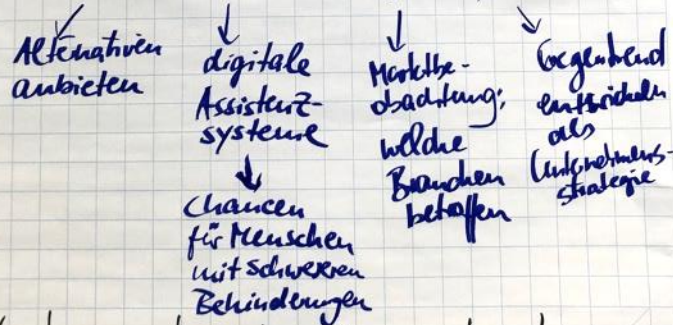 Alternativen
anbieten
digitale
Assistenz-
systeme
Chancen
für Menschen
mit schweren
Behinderungen
Marktbe-
obachtung:
welche
Branchen
betroffen
Gegentrend
entwickeln
als
Unternehmens-
strategie